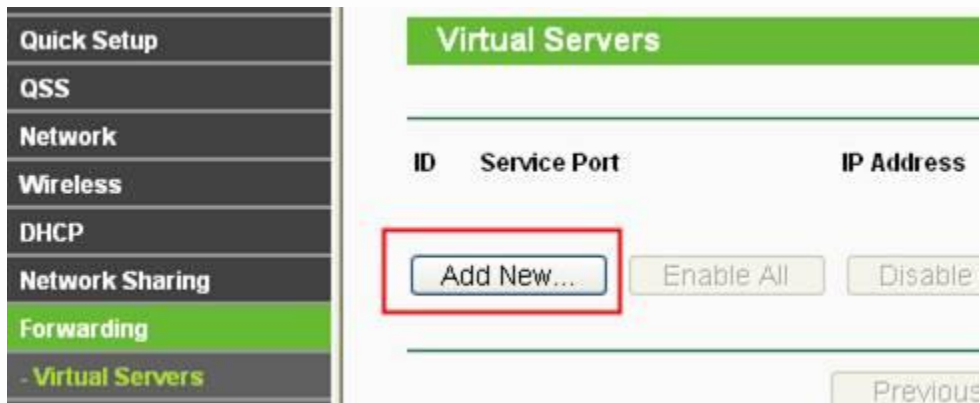 Quick Setup
QSS
Network
Wireless
DHCP
Network Sharing
Forwarding
- Virtual Servers
Virtual Servers
ID Service Port IP Address
Add New... Enable All Disable
Previous